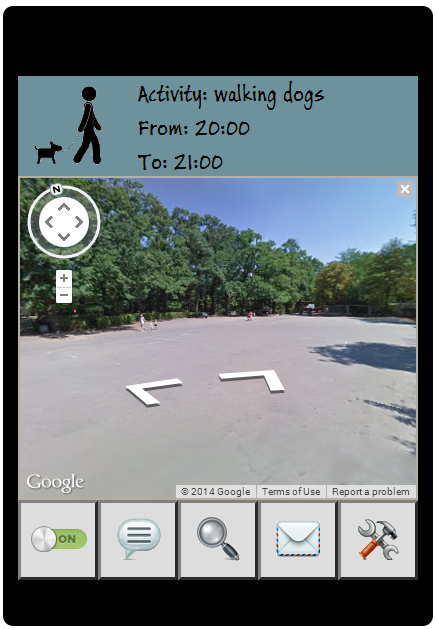 Activity: walking dogs
From: 20:00
To: 21:00
N
Google
© 2014 Google Terms of Use Report a problem
ON